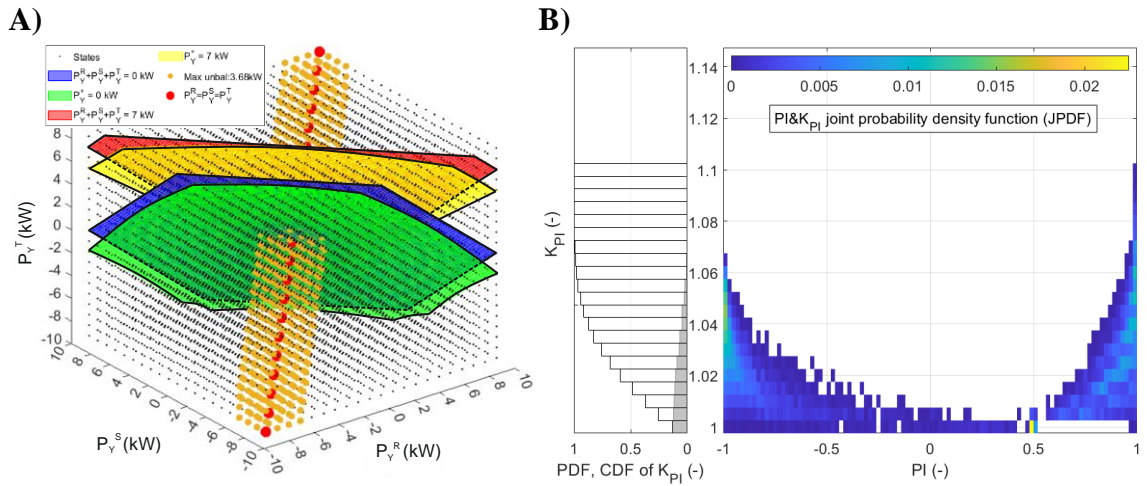 A)
States
P_Y^R+P_Y^S+P_Y^T = 0 kW
P_Y^+ = 0 kW
P_Y^R+P_Y^S+P_Y^T = 7 kW
P_Y^+ = 7 kW
Max unbal:3.68kW
P_Y^R=P_Y^S=P_Y^T
8
6
4
2
0
-2
-4
-6
-8
-10
P_Y^T (kW)
10
8
6
4
2
0
-2
-4
-6
-8
-10
P_Y^S (kW)
-10
-8
-6
-4
-2
0
2
4
6
8
10
P_Y^R (kW)
B)
1 0.5 0
PDF, CDF of K_PI (-)
K_PI (-)
1.14
1.12
1.1
1.08
1.06
1.04
1.02
1
0 0.005 0.01 0.015 0.02
PI&K_PI joint probability density function (JPDF)
-1 -0.5 0 0.5 1
PI (-)